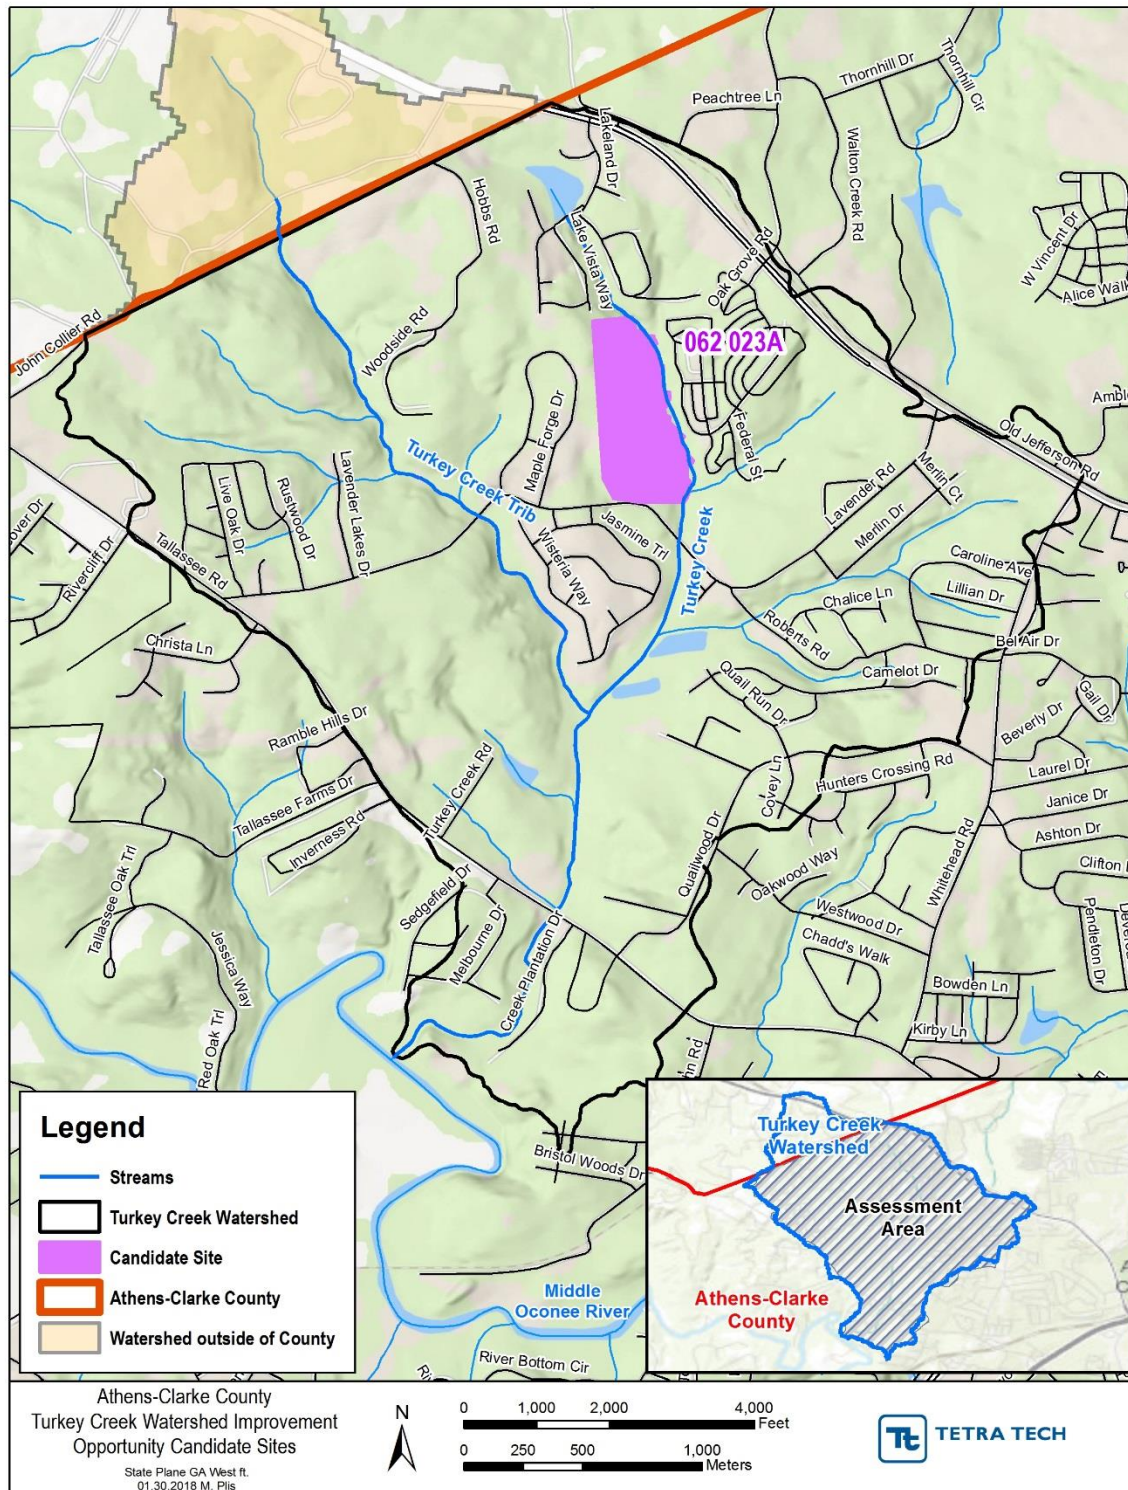 Thornhill Dr
Thornhill Cir
Peachtree Ln
Lakeland Dr
Walton Creek Rd
Hobbs Rd
Lake Vista Way
Oak Grove Rd
W Vincent Dr
Alice Walk
John Collier Rd
Woodside Rd
062 023A
Maple Forge Dr
Federal St
Old Jefferson Rd
Turkey Creek Trib
Lavender Rd
Merlin Ct
Merlin Dr
Live Oak Dr
Rustwood Dr
Lavender Lakes Dr
Jasmine Trl
Wisteria Way
Turkey Creek
Rivercliff Dr
Tallassee Rd
Caroline Ave
Lillian Dr
Chalice Ln
Roberts Rd
Bel Air Dr
Christa Ln
Camelot Dr
Quail Run Dr
Gail Dr
Beverly Dr
Ramble Hills Dr
Covey Ln
Hunters Crossing Rd
Laurel Dr
Turkey Creek Rd
Janice Dr
Tallassee Farms Dr
Inverness Rd
Ashton Dr
Quailwood Dr
Whitehead Rd
Oakwood Way
Sedgefield Dr
Westwood Dr
Pendleton Dr
Tallassee Oak Trl
Melbourne Dr
Creek Plantation Dr
Chadd's Walk
Jessica Way
Bowden Ln
Kirby Ln
Red Oak Trl
Bristol Woods Dr
Middle
Oconee River
River Bottom Cir
Legend
Streams
Turkey Creek Watershed
Candidate Site
Athens-Clarke County
Watershed outside of County
Turkey Creek
Watershed
Assessment
Area
Athens-Clarke
County
Athens-Clarke County
Turkey Creek Watershed Improvement
Opportunity Candidate Sites
State Plane GA West ft.
01.30.2018 M. Plis
N
0 1,000 2,000 4,000
Feet
0 250 500 1,000
Meters
Tt TETRA TECH